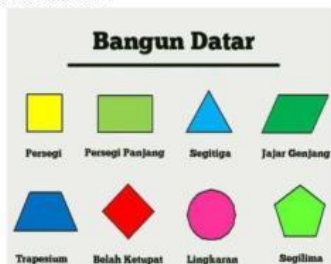 Bangun Datar
Persegi Persegi Panjang Segitiga Jajar Genjang
Trapesium Belah Ketupat Lingkaran Segilima